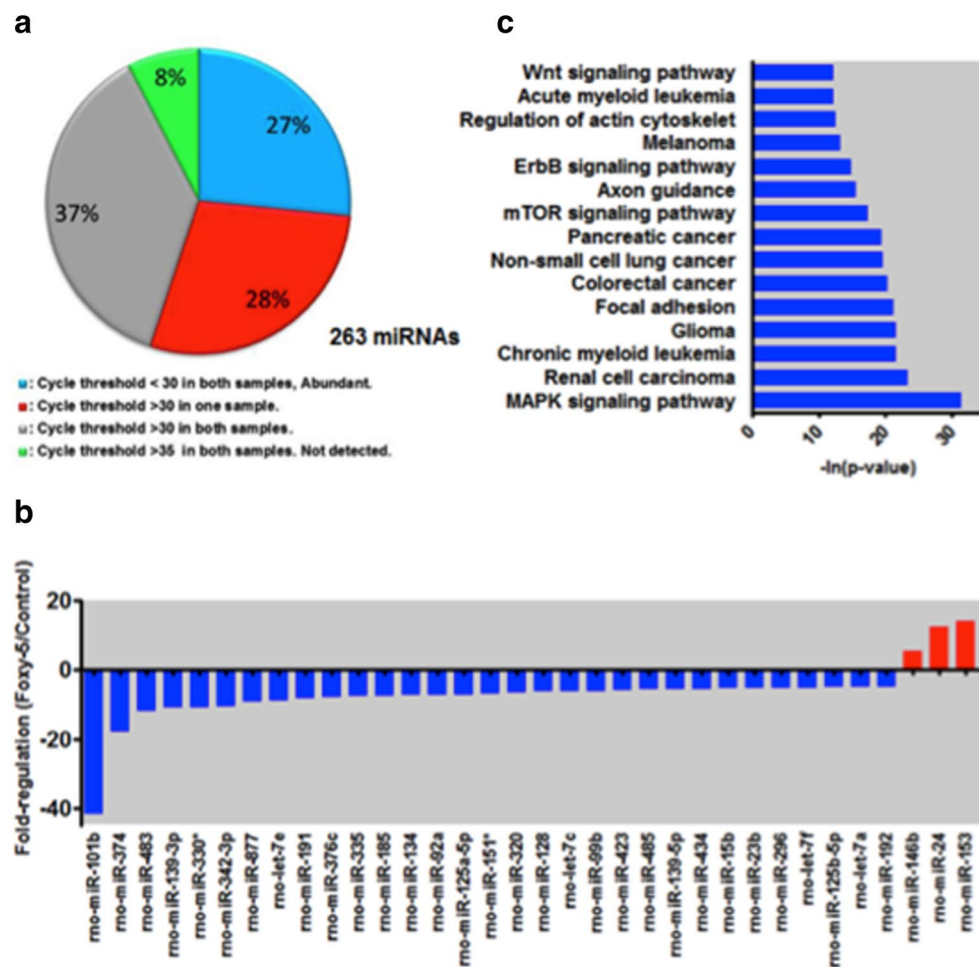 a
8%
27%
37%
28%
263 miRNAs
: Cycle threshold < 30 in both samples, Abundant.
: Cycle threshold >30 in one sample.
: Cycle threshold >30 in both samples.
: Cycle threshold >35 in both samples. Not detected.
c
Wnt signaling pathway
Acute myeloid leukemia
Regulation of actin cytoskelet
Melanoma
ErbB signaling pathway
Axon guidance
mTOR signaling pathway
Pancreatic cancer
Non-small cell lung cancer
Colorectal cancer
Focal adhesion
Glioma
Chronic myeloid leukemia
Renal cell carcinoma
MAPK signaling pathway
0
10
20
30
-ln(p-value)
b
Fold-regulation (Foxy-5/Control)
20
0
-20
-40
rno-miR-101b
rno-miR-374
rno-miR-483
rno-miR-139-3p
rno-miR-330*
rno-miR-342-3p
rno-miR-877
rno-let-7e
rno-miR-191
rno-miR-376c
rno-miR-335
rno-miR-185
rno-miR-134
rno-miR-92a
rno-miR-125a-5p
rno-miR-151*
rno-miR-320
rno-miR-128
rno-let-7c
rno-miR-99b
rno-miR-423
rno-miR-485
rno-miR-139-5p
rno-miR-434
rno-miR-15b
rno-miR-23b
rno-miR-296
rno-let-7f
rno-miR-125b-5p
rno-let-7a
rno-miR-192
rno-miR-146b
rno-miR-24
rno-miR-153